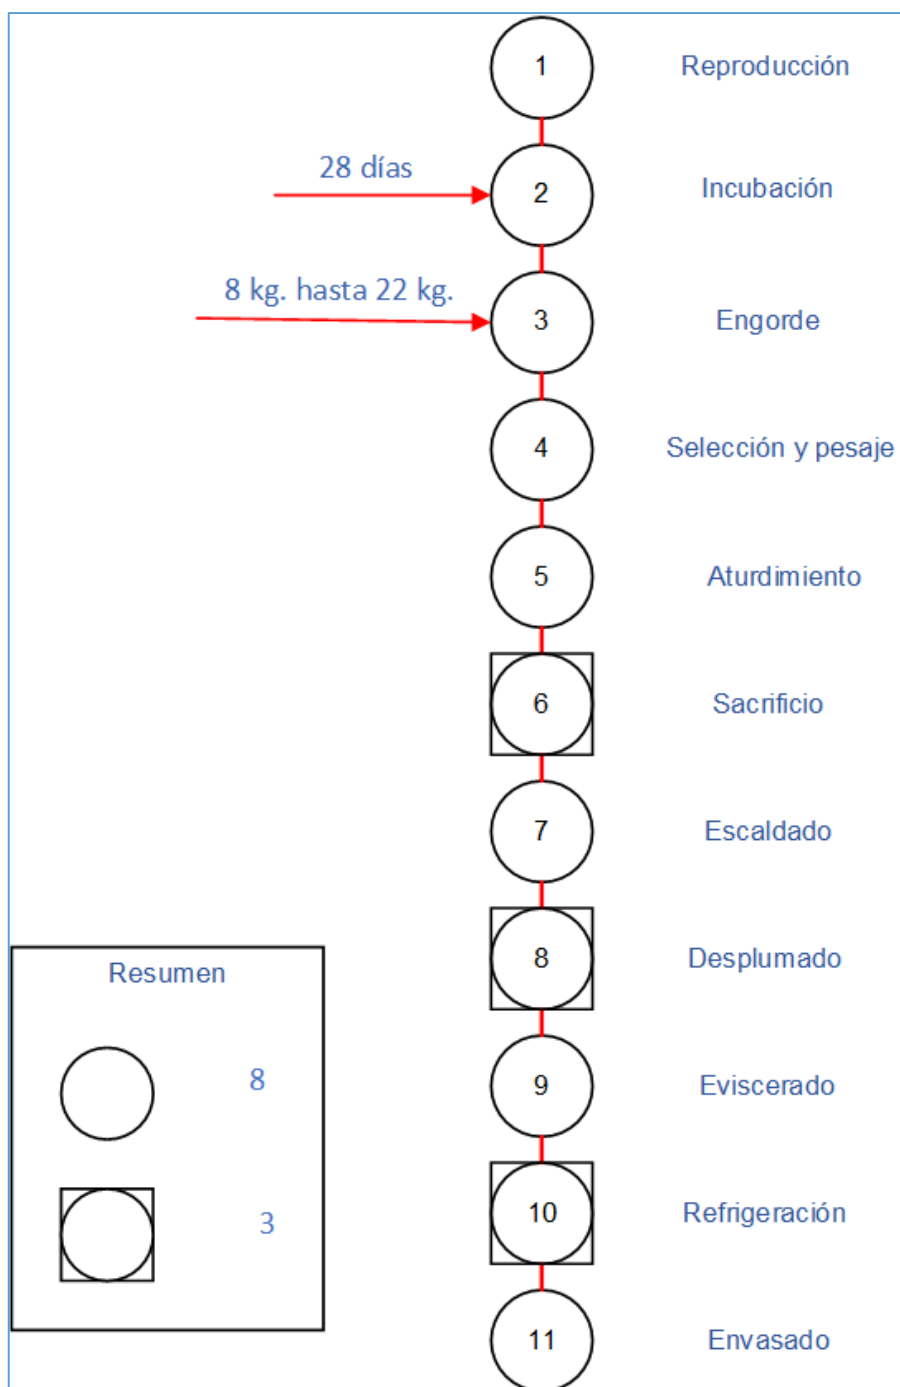 1 Reproducción
28 días
2 Incubación
8 kg. hasta 22 kg.
3 Engorde
4 Selección y pesaje
5 Aturdimiento
6 Sacrificio
7 Escaldado
8 Desplumado
9 Eviscerado
10 Refrigeración
11 Envasado
Resumen
8
3